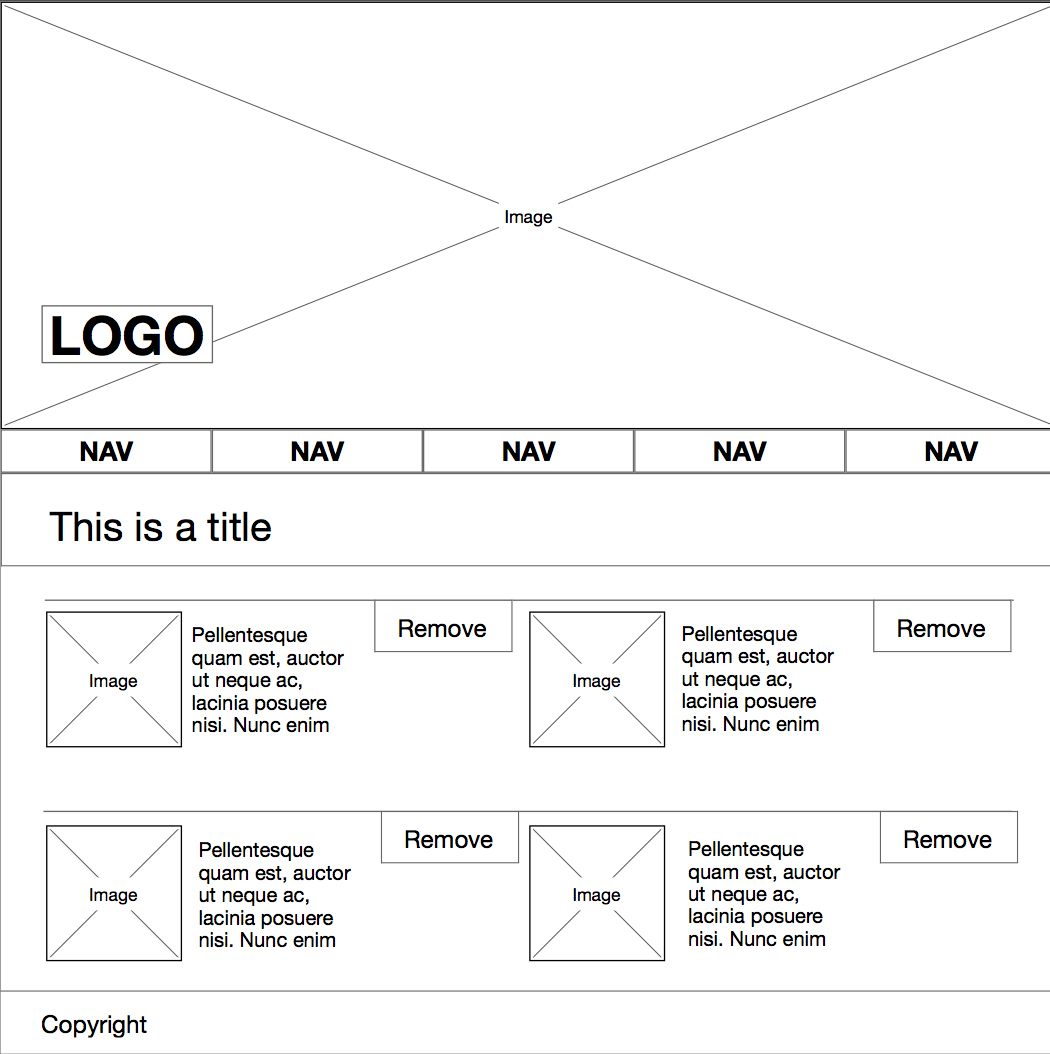 Image
LOGO
NAV NAV NAV NAV NAV
This is a title
Image
Pellentesque
quam est, auctor
ut neque ac,
lacinia posuere
nisi. Nunc enim
Remove
Image
Pellentesque
quam est, auctor
ut neque ac,
lacinia posuere
nisi. Nunc enim
Remove
Image
Pellentesque
quam est, auctor
ut neque ac,
lacinia posuere
nisi. Nunc enim
Remove
Image
Pellentesque
quam est, auctor
ut neque ac,
lacinia posuere
nisi. Nunc enim
Remove
Copyright